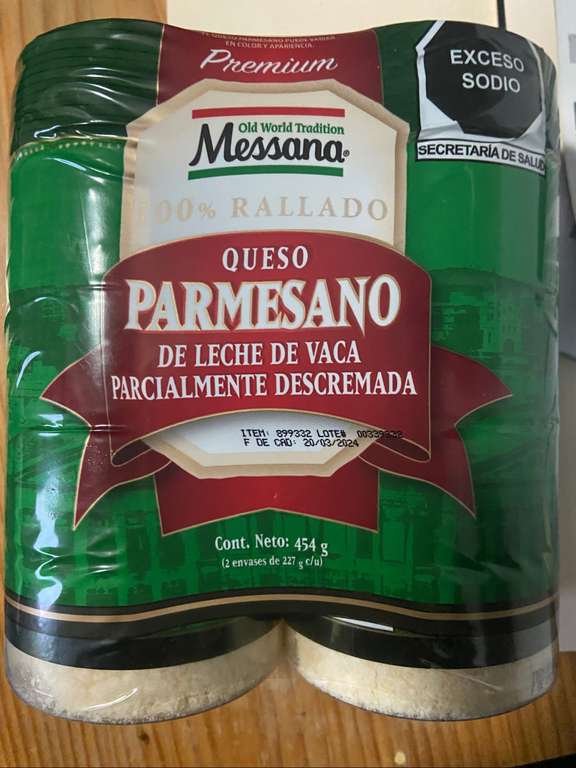 EL QUESO PARMESANO PUEDE VARIAR
EN COLOR Y APARIENCIA.
Premium
EXCESO
SODIO
SECRETARÍA DE SALUD
Old World Tradition
Messana®
100% RALLADO
QUESO
PARMESANO
DE LECHE DE VACA
PARCIALMENTE DESCREMADA
ITEM: 899332 LOTE#
F DE CAD: 20/03/2024
Cont. Neto: 454 g
(2 envases de 227 g c/u)